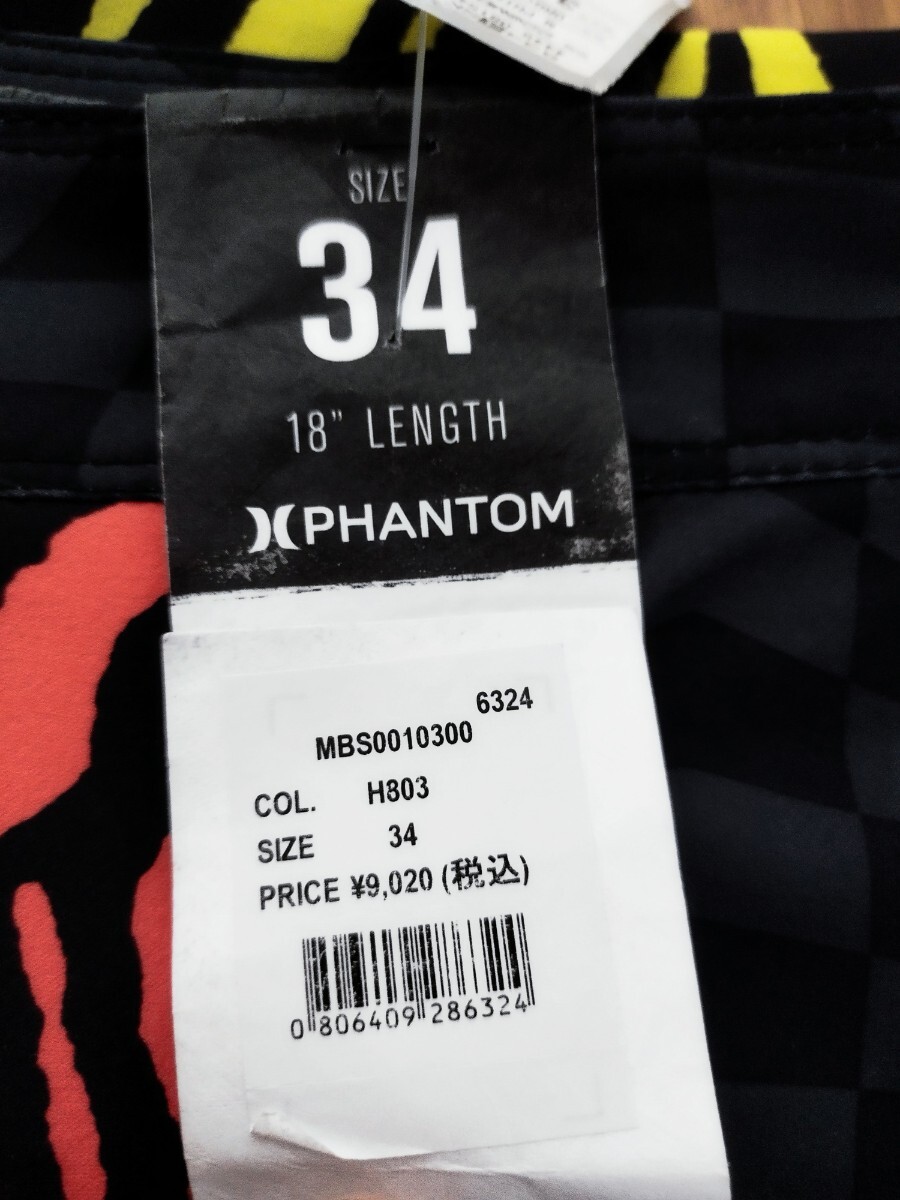 SIZE
34
18" LENGTH
PHANTOM
6324
MBS0010300
COL. H803
SIZE 34
PRICE ¥9,020 (税込)
0 806409 286324